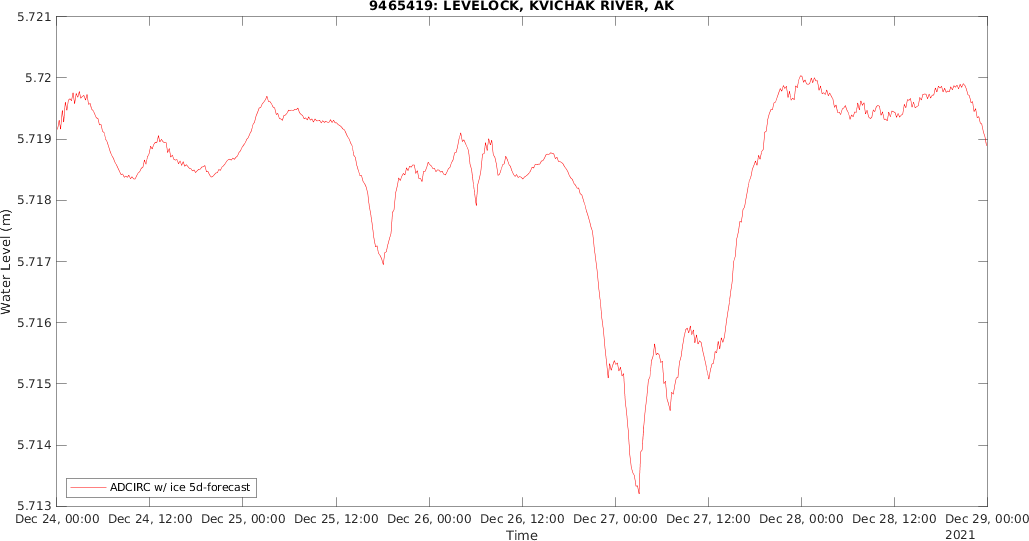 9465419: LEVELOCK, KVICHAK RIVER, AK
5.721
5.72
5.719
5.718
5.717
5.716
5.715
5.714
5.713
Water Level (m)
ADCIRC w/ ice 5d-forecast
Dec 24, 00:00 Dec 24, 12:00 Dec 25, 00:00 Dec 25, 12:00 Dec 26, 00:00 Dec 26, 12:00 Dec 27, 00:00 Dec 27, 12:00 Dec 28, 00:00 Dec 28, 12:00 Dec 29, 00:00
Time
2021